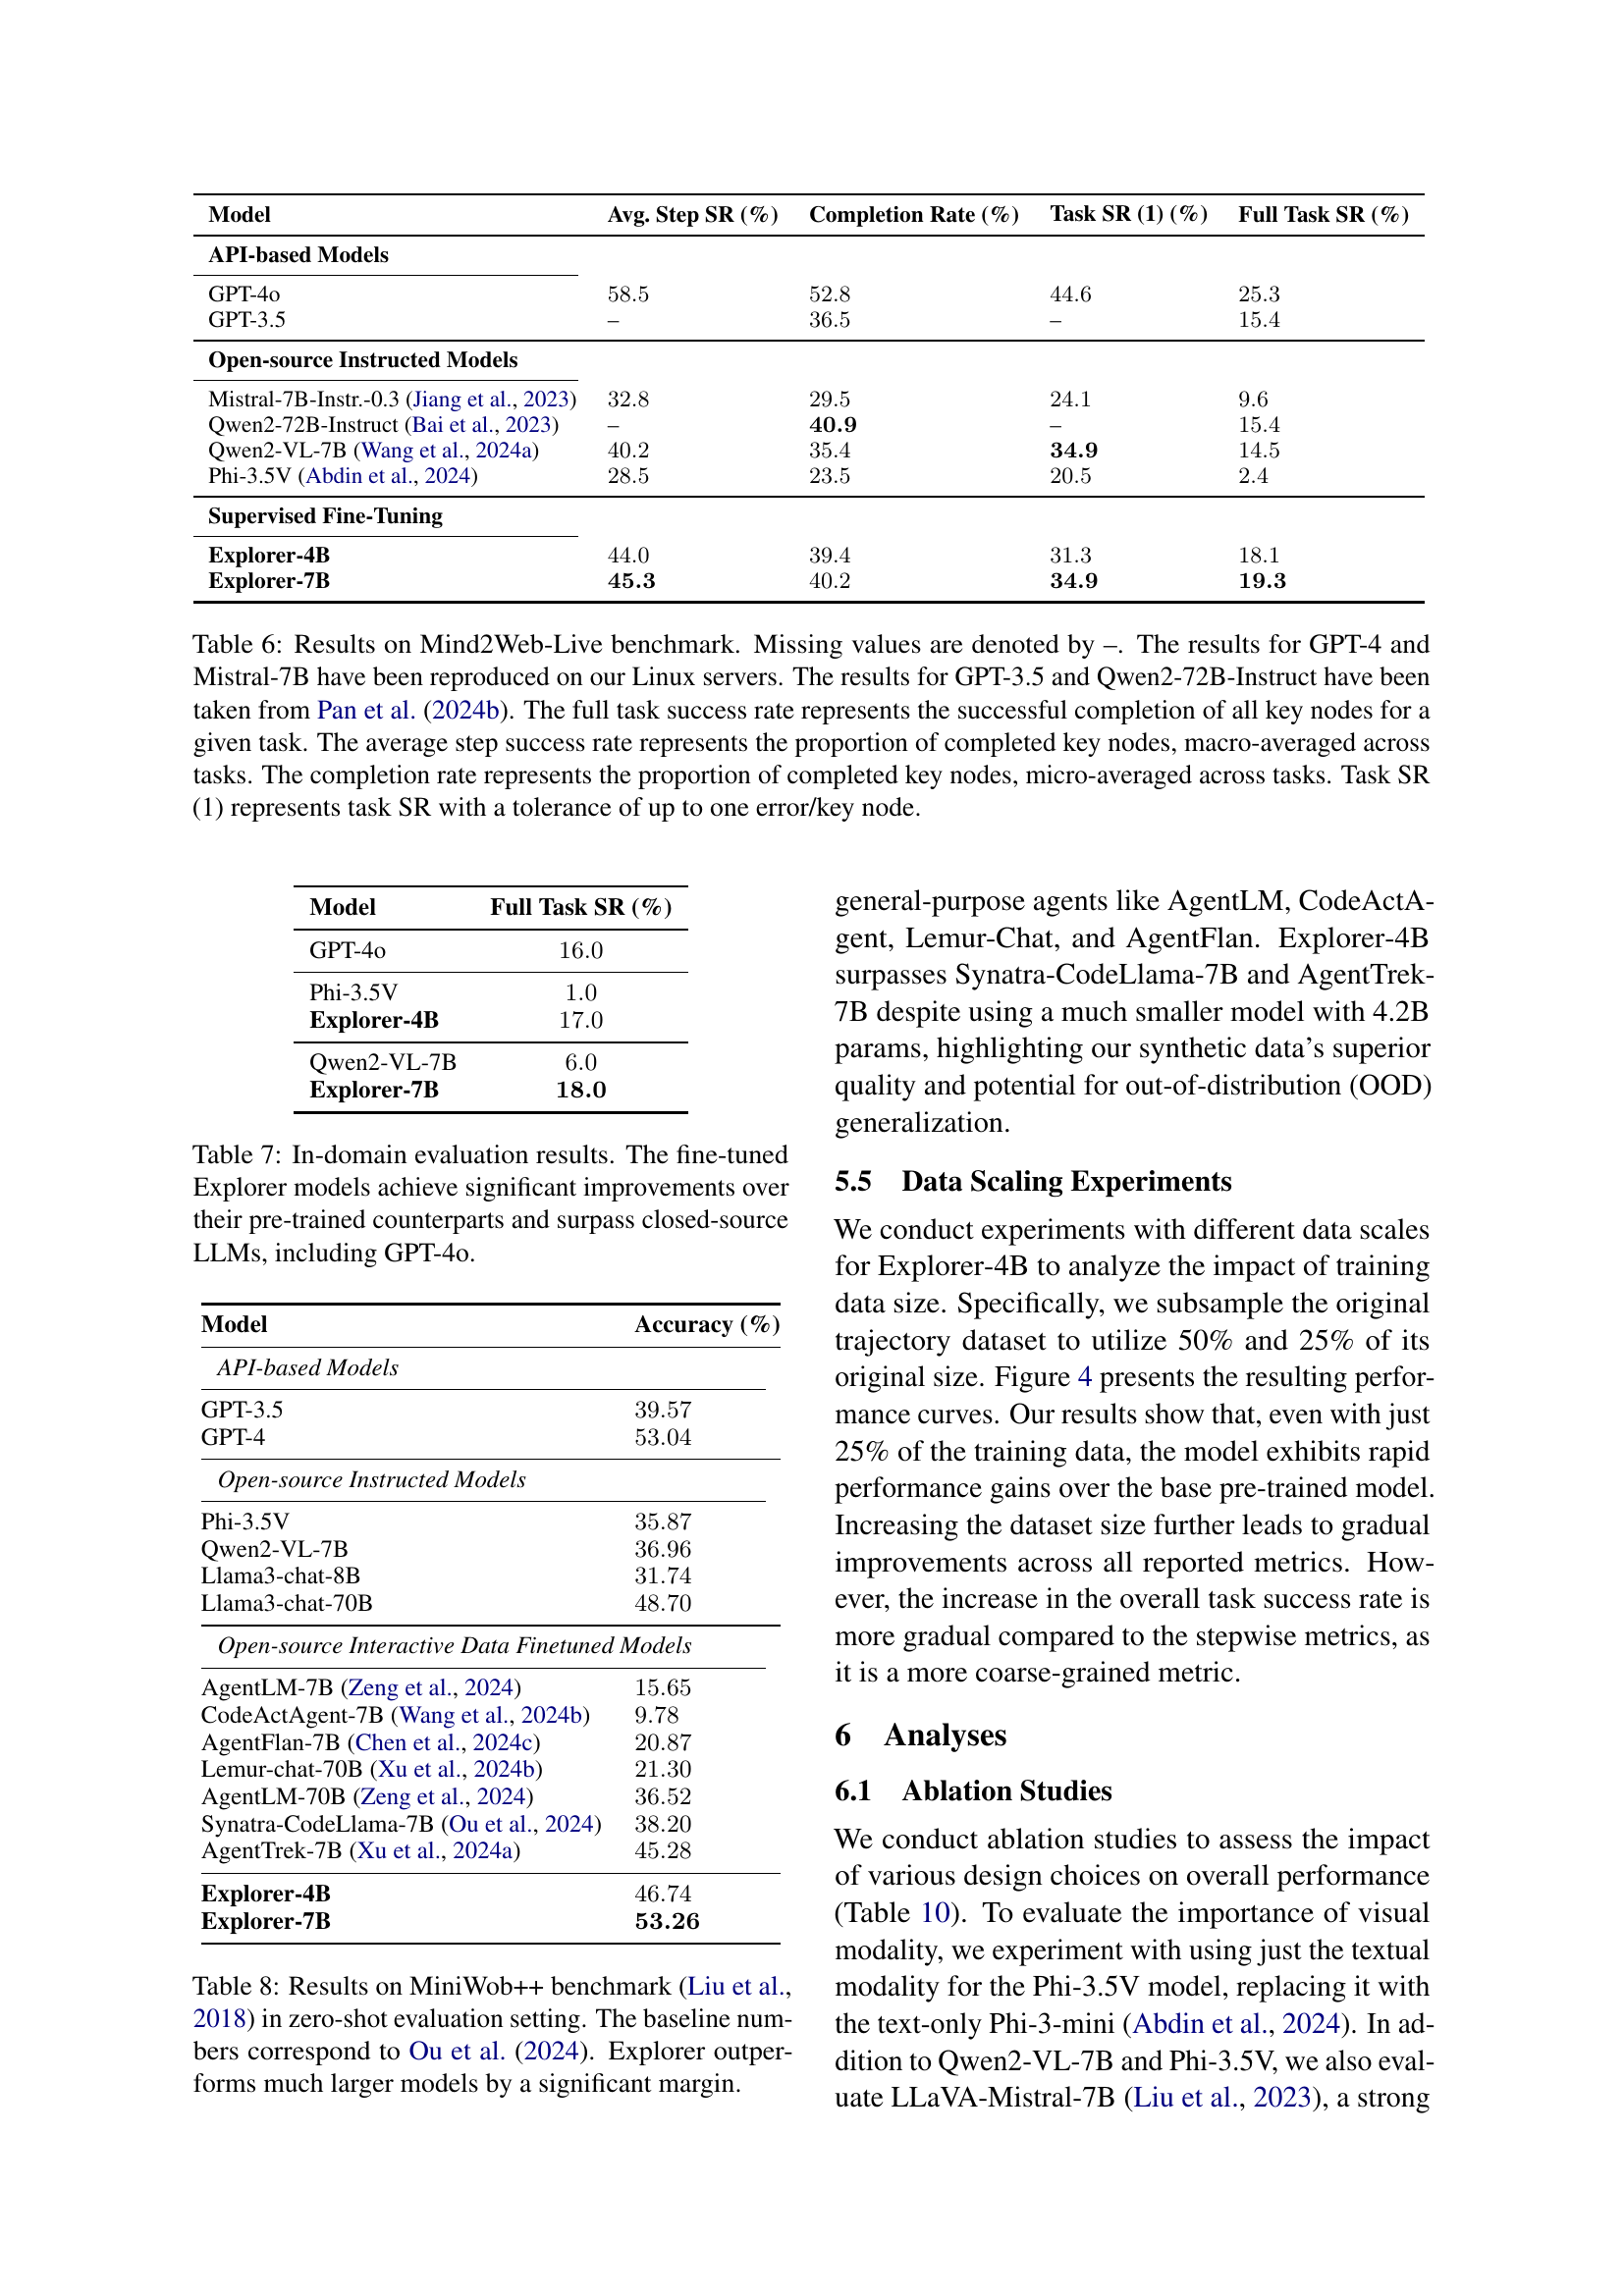 Model Avg. Step SR (%) Completion Rate (%) Task SR (1) (%) Full Task SR (%)
API-based Models
GPT-4o 58.5 52.8 44.6 25.3
GPT-3.5 – 36.5 – 15.4
Open-source Instructed Models
Mistral-7B-Instr.-0.3 (Jiang et al., 2023) 32.8 29.5 24.1 9.6
Qwen2-72B-Instruct (Bai et al., 2023) – 40.9 – 15.4
Qwen2-VL-7B (Wang et al., 2024a) 40.2 35.4 34.9 14.5
Phi-3.5V (Abdin et al., 2024) 28.5 23.5 20.5 2.4
Supervised Fine-Tuning
Explorer-4B 44.0 39.4 31.3 18.1
Explorer-7B 45.3 40.2 34.9 19.3
Table 6: Results on Mind2Web-Live benchmark. Missing values are denoted by –. The results for GPT-4 and
Mistral-7B have been reproduced on our Linux servers. The results for GPT-3.5 and Qwen2-72B-Instruct have been
taken from Pan et al. (2024b). The full task success rate represents the successful completion of all key nodes for a
given task. The average step success rate represents the proportion of completed key nodes, macro-averaged across
tasks. The completion rate represents the proportion of completed key nodes, micro-averaged across tasks. Task SR
(1) represents task SR with a tolerance of up to one error/key node.
Model Full Task SR (%)
GPT-4o 16.0
Phi-3.5V 1.0
Explorer-4B 17.0
Qwen2-VL-7B 6.0
Explorer-7B 18.0
Table 7: In-domain evaluation results. The fine-tuned
Explorer models achieve significant improvements over
their pre-trained counterparts and surpass closed-source
LLMs, including GPT-4o.
Model Accuracy (%)
API-based Models
GPT-3.5 39.57
GPT-4 53.04
Open-source Instructed Models
Phi-3.5V 35.87
Qwen2-VL-7B 36.96
Llama3-chat-8B 31.74
Llama3-chat-70B 48.70
Open-source Interactive Data Finetuned Models
AgentLM-7B (Zeng et al., 2024) 15.65
CodeActAgent-7B (Wang et al., 2024b) 9.78
AgentFlan-7B (Chen et al., 2024c) 20.87
Lemur-chat-70B (Xu et al., 2024b) 21.30
AgentLM-70B (Zeng et al., 2024) 36.52
Synatra-CodeLlama-7B (Ou et al., 2024) 38.20
AgentTrek-7B (Xu et al., 2024a) 45.28
Explorer-4B 46.74
Explorer-7B 53.26
Table 8: Results on MiniWob++ benchmark (Liu et al.,
2018) in zero-shot evaluation setting. The baseline num-
bers correspond to Ou et al. (2024). Explorer outper-
forms much larger models by a significant margin.
general-purpose agents like AgentLM, CodeActA-
gent, Lemur-Chat, and AgentFlan. Explorer-4B
surpasses Synatra-CodeLlama-7B and AgentTrek-
7B despite using a much smaller model with 4.2B
params, highlighting our synthetic data's superior
quality and potential for out-of-distribution (OOD)
generalization.
5.5 Data Scaling Experiments
We conduct experiments with different data scales
for Explorer-4B to analyze the impact of training
data size. Specifically, we subsample the original
trajectory dataset to utilize 50% and 25% of its
original size. Figure 4 presents the resulting perfor-
mance curves. Our results show that, even with just
25% of the training data, the model exhibits rapid
performance gains over the base pre-trained model.
Increasing the dataset size further leads to gradual
improvements across all reported metrics. How-
ever, the increase in the overall task success rate is
more gradual compared to the stepwise metrics, as
it is a more coarse-grained metric.
6 Analyses
6.1 Ablation Studies
We conduct ablation studies to assess the impact
of various design choices on overall performance
(Table 10). To evaluate the importance of visual
modality, we experiment with using just the textual
modality for the Phi-3.5V model, replacing it with
the text-only Phi-3-mini (Abdin et al., 2024). In ad-
dition to Qwen2-VL-7B and Phi-3.5V, we also eval-
uate LLaVA-Mistral-7B (Liu et al., 2023), a strong